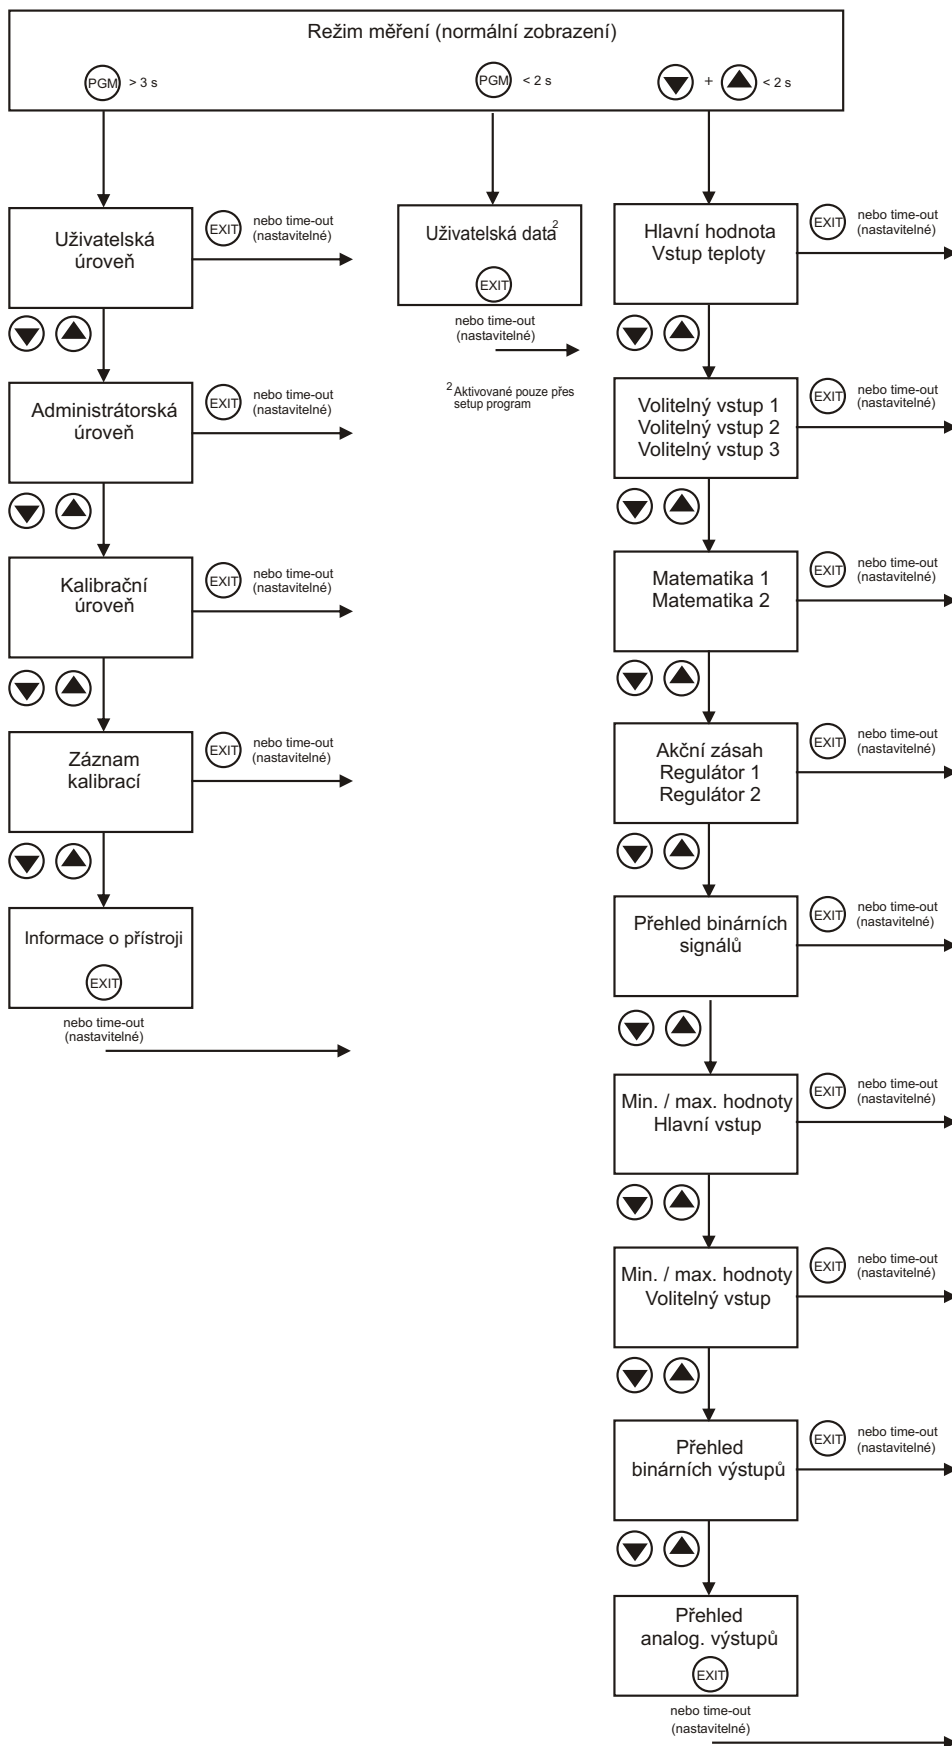 Režim měření (normální zobrazení)
PGM > 3 s
PGM < 2 s
+ < 2 s
Uživatelská
úroveň
EXIT
nebo time-out
(nastavitelné)
Administrátorská
úroveň
EXIT
nebo time-out
(nastavitelné)
Kalibrační
úroveň
EXIT
nebo time-out
(nastavitelné)
Záznam
kalibrací
EXIT
nebo time-out
(nastavitelné)
Informace o přístroji
EXIT
nebo time-out
(nastavitelné)
Uživatelská data2
EXIT
nebo time-out
(nastavitelné)
2 Aktivované pouze přes
setup program
Hlavní hodnota
Vstup teploty
EXIT
nebo time-out
(nastavitelné)
Volitelný vstup 1
Volitelný vstup 2
Volitelný vstup 3
EXIT
nebo time-out
(nastavitelné)
Matematika 1
Matematika 2
EXIT
nebo time-out
(nastavitelné)
Akční zásah
Regulátor 1
Regulátor 2
EXIT
nebo time-out
(nastavitelné)
Přehled binárních
signálů
EXIT
nebo time-out
(nastavitelné)
Min. / max. hodnoty
Hlavní vstup
EXIT
nebo time-out
(nastavitelné)
Min. / max. hodnoty
Volitelný vstup
EXIT
nebo time-out
(nastavitelné)
Přehled
binárních výstupů
EXIT
nebo time-out
(nastavitelné)
Přehled
analog. výstupů
EXIT
nebo time-out
(nastavitelné)